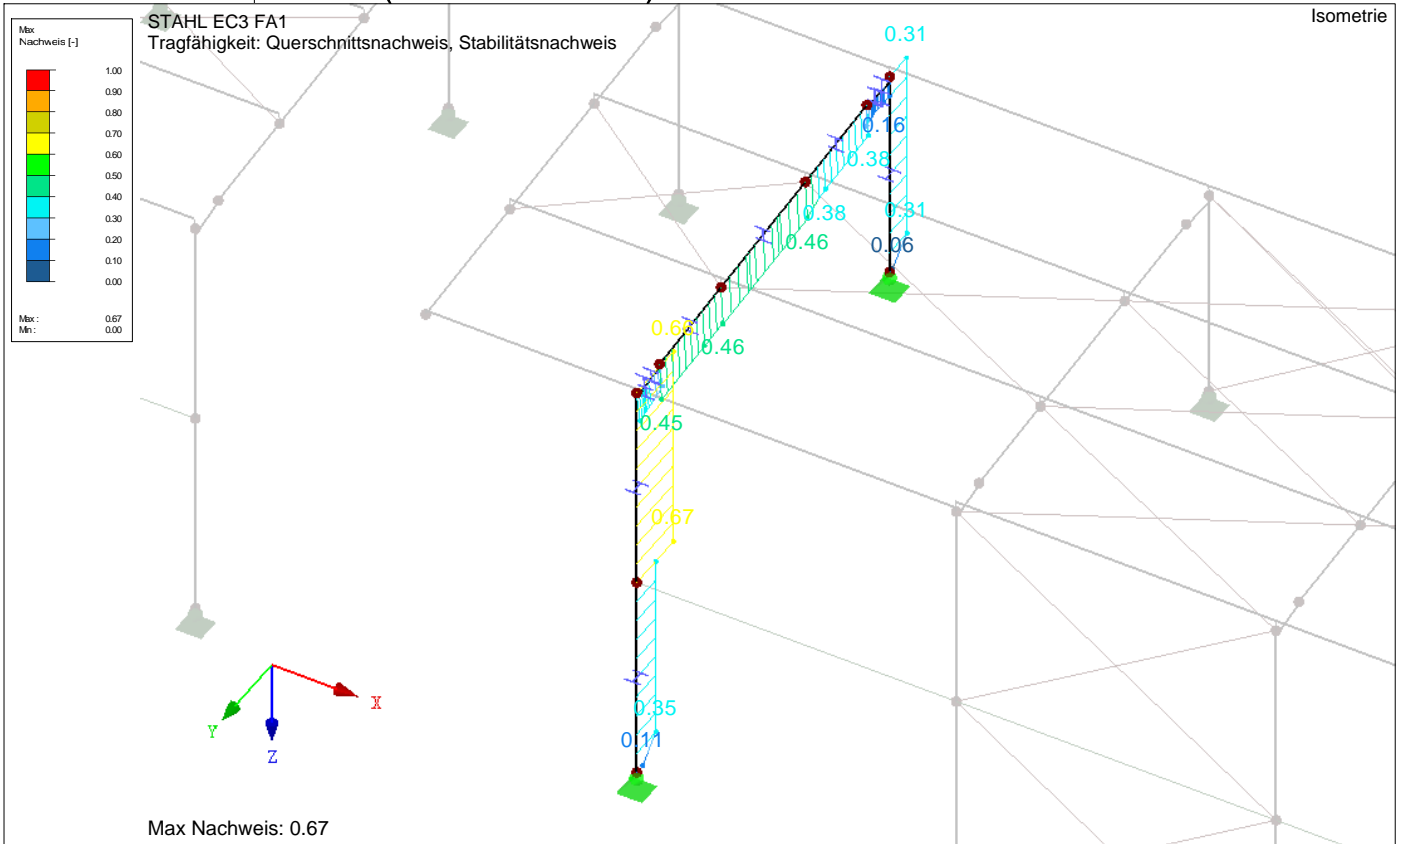 Max
Nachweis [-]
1.00
0.90
0.80
0.70
0.60
0.50
0.40
0.30
0.20
0.10
0.00
Max : 0.67
Min : 0.00
STAHL EC3 FA1
Tragfähigkeit: Querschnittsnachweis, Stabilitätsnachweis
Isometrie
0.31
0.16
0.38
0.38
0.31
0.46
0.06
0.46
0.45
0.67
0.35
0.11
X
Y
Z
Max Nachweis: 0.67